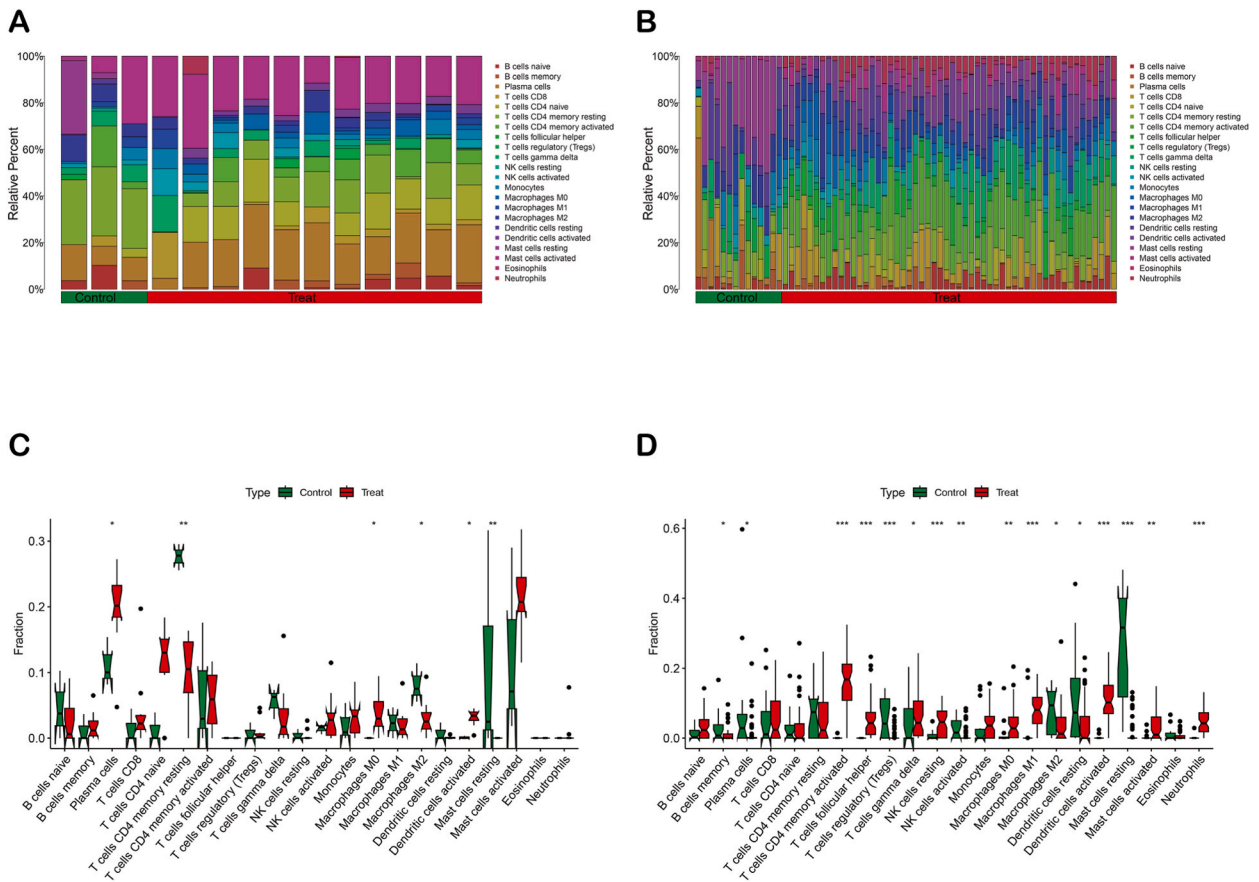 A
100%
80%
60%
40%
20%
0%
Relative Percent
Control
Treat
B cells naive
B cells memory
Plasma cells
T cells CD8
T cells CD4 naive
T cells CD4 memory resting
T cells CD4 memory activated
T cells follicular helper
T cells regulatory (Tregs)
T cells gamma delta
NK cells resting
NK cells activated
Monocytes
Macrophages M0
Macrophages M1
Macrophages M2
Dendritic cells resting
Dendritic cells activated
Mast cells resting
Mast cells activated
Eosinophils
Neutrophils
B
100%
80%
60%
40%
20%
0%
Relative Percent
Control
Treat
B cells naive
B cells memory
Plasma cells
T cells CD8
T cells CD4 naive
T cells CD4 memory resting
T cells CD4 memory activated
T cells follicular helper
T cells regulatory (Tregs)
T cells gamma delta
NK cells resting
NK cells activated
Monocytes
Macrophages M0
Macrophages M1
Macrophages M2
Dendritic cells resting
Dendritic cells activated
Mast cells resting
Mast cells activated
Eosinophils
Neutrophils
C
Type Control Treat
* ** * * * **
0.3
0.2
0.1
0.0
Fraction
B cells naive
B cells memory
Plasma cells
T cells CD8
T cells CD4 naive
T cells CD4 memory resting
T cells CD4 memory activated
T cells follicular helper
T cells regulatory (Tregs)
T cells gamma delta
NK cells resting
NK cells activated
Monocytes
Macrophages M0
Macrophages M1
Macrophages M2
Dendritic cells resting
Dendritic cells activated
Mast cells resting
Mast cells activated
Eosinophils
Neutrophils
D
Type Control Treat
* * *** *** *** * *** ** ** *** * * *** *** ** ***
0.6
0.4
0.2
0.0
Fraction
B cells naive
B cells memory
Plasma cells
T cells CD8
T cells CD4 naive
T cells CD4 memory resting
T cells CD4 memory activated
T cells follicular helper
T cells regulatory (Tregs)
T cells gamma delta
NK cells resting
NK cells activated
Monocytes
Macrophages M0
Macrophages M1
Macrophages M2
Dendritic cells resting
Dendritic cells activated
Mast cells resting
Mast cells activated
Eosinophils
Neutrophils